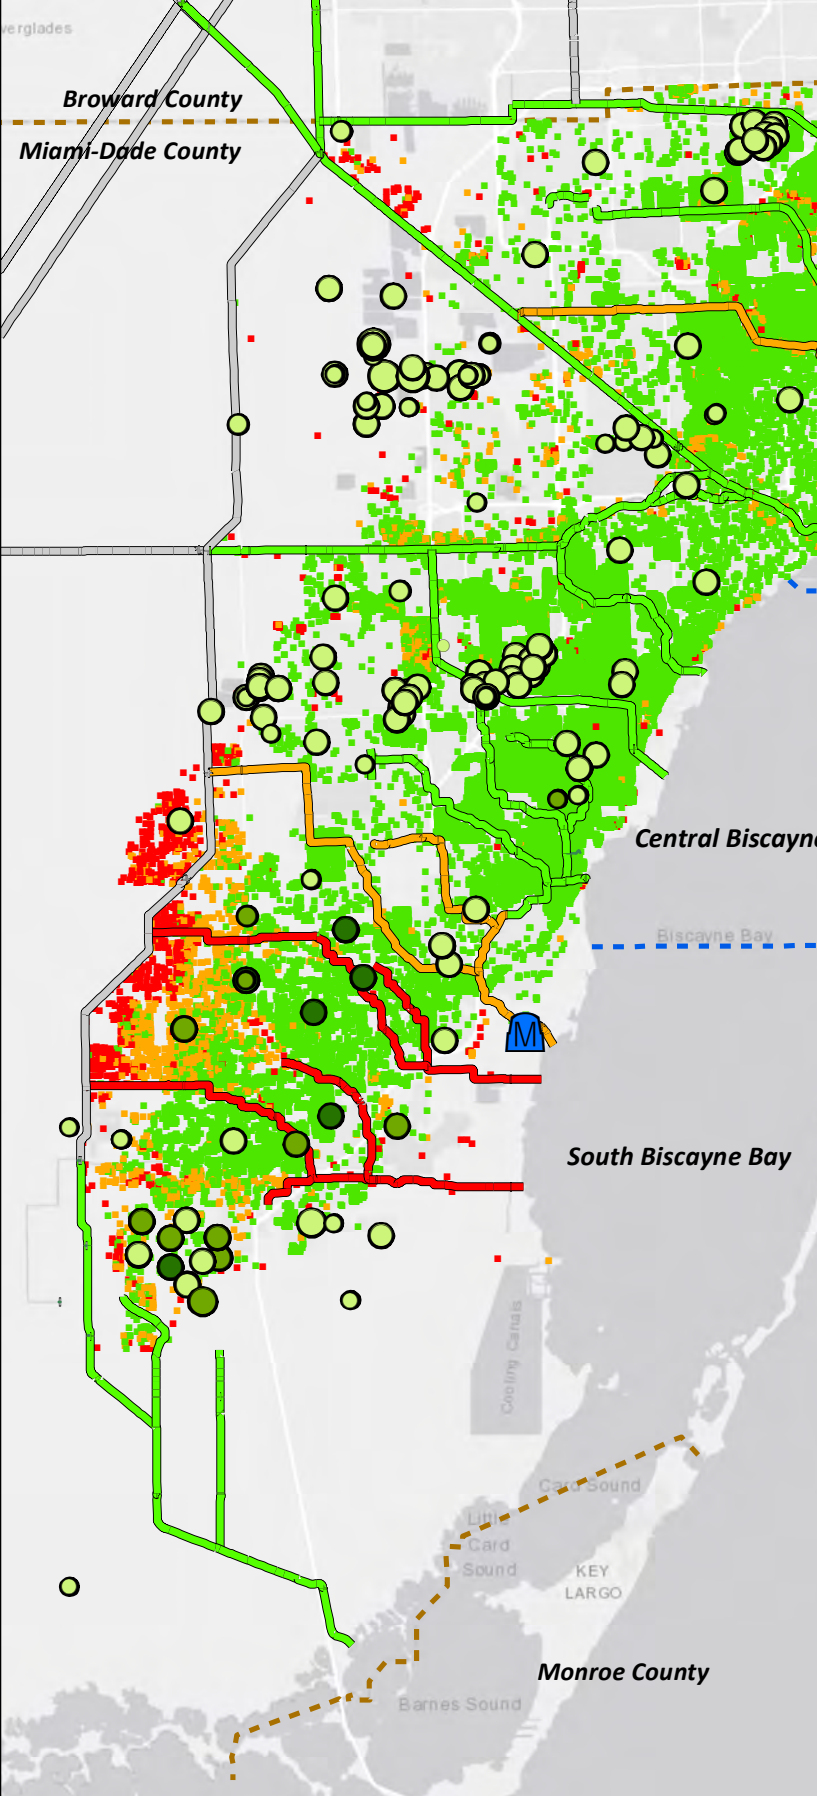 verglades
Broward County
Miami-Dade County
Central Biscayne
Biscayne Bay
M
South Biscayne Bay
Cooling Canals
Card Sound
Little
Card
Sound
KEY
LARGO
Monroe County
Barnes Sound